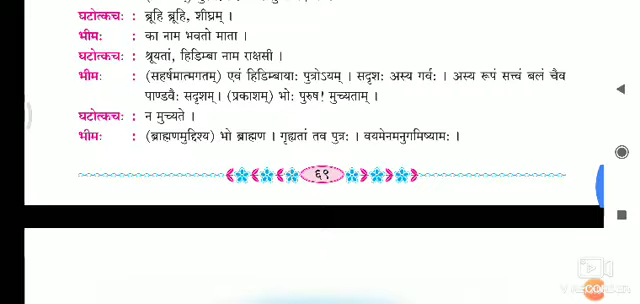 घटोत्कचः : ब्रूहि ब्रूहि, शीघ्रम् ।
भीमः : का नाम भवतो माता ।
घटोत्कचः : श्रूयतां, हिडिम्बा नाम राक्षसी ।
भीमः : (सहर्षमात्मगतम्) एवं हिडिम्बायाः पुत्रोऽयम् । सदृशः अस्य गर्वः । अस्य रूपं सत्त्वं बलं चैव
पाण्डवैः सदृशम् । (प्रकाशम्) भोः पुरुष! मुच्यताम् ।
घटोत्कचः : न मुच्यते ।
भीमः : (ब्राह्मणमुद्दिश्य) भो ब्राह्मण । गृह्यतां तव पुत्रः । वयमेनमनुगमिष्यामः ।
६९
RECORDER